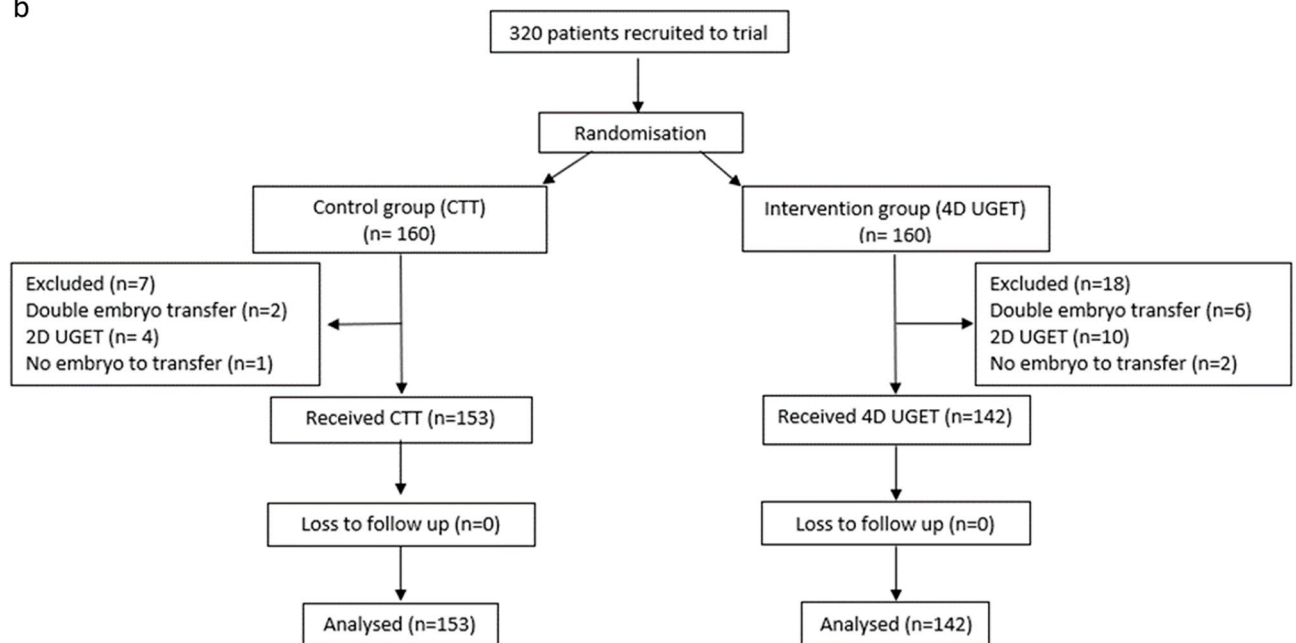 b
320 patients recruited to trial
Randomisation
Control group (CTT)
(n= 160)
Intervention group (4D UGET)
(n= 160)
Excluded (n=7)
Double embryo transfer (n=2)
2D UGET (n= 4)
No embryo to transfer (n=1)
Excluded (n=18)
Double embryo transfer (n=6)
2D UGET (n=10)
No embryo to transfer (n=2)
Received CTT (n=153)
Received 4D UGET (n=142)
Loss to follow up (n=0)
Loss to follow up (n=0)
Analysed (n=153)
Analysed (n=142)